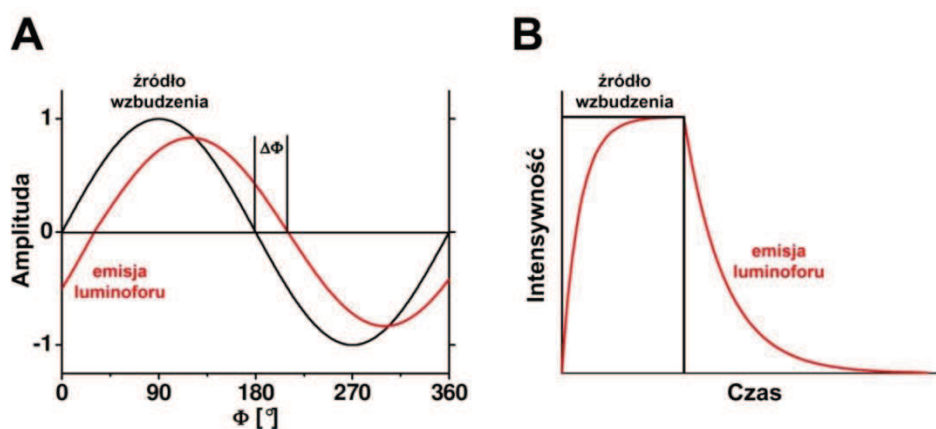 A
źródło
wzbudzenia
1
ΔΦ
0
Amplituda
emisja
luminoforu
-1
0 90 180 270 360
Φ [°]
B
źródło
wzbudzenia
Intensywność
emisja
luminoforu
Czas